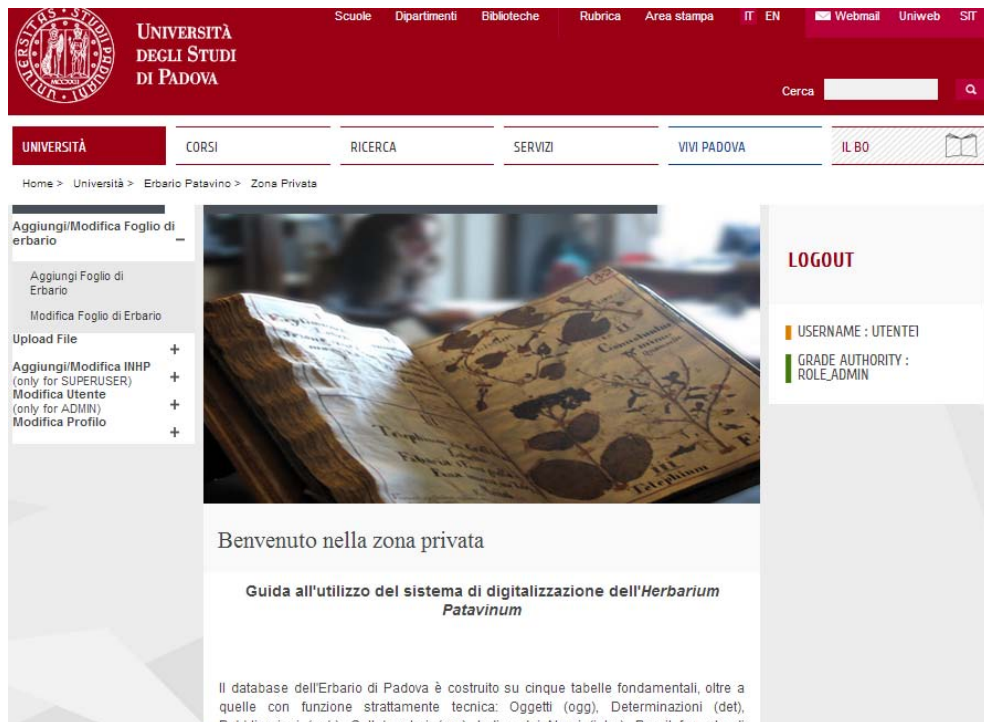 Scuole Dipartimenti Biblioteche Rubrica Area stampa IT EN Webmail Uniweb SIT
UNIVERSITÀ
DEGLI STUDI
DI PADOVA
Cerca
UNIVERSITÀ CORSI RICERCA SERVIZI VIVI PADOVA IL BO
Home > Università > Erbario Patavino > Zona Privata
Aggiungi/Modifica Foglio di
erbario –
Aggiungi Foglio di
Erbario
Modifica Foglio di Erbario
Upload File
+
Aggiungi/Modifica INHP
(only for SUPERUSER) +
Modifica Utente
(only for ADMIN) +
Modifica Profilo
+
Telephium
LOGOUT
USERNAME : UTENTE1
GRADE AUTHORITY :
ROLE_ADMIN
Benvenuto nella zona privata
Guida all'utilizzo del sistema di digitalizzazione dell'Herbarium
Patavinum
Il database dell'Erbario di Padova è costruito su cinque tabelle fondamentali, oltre a
quelle con funzione strattamente tecnica: Oggetti (ogg), Determinazioni (det),